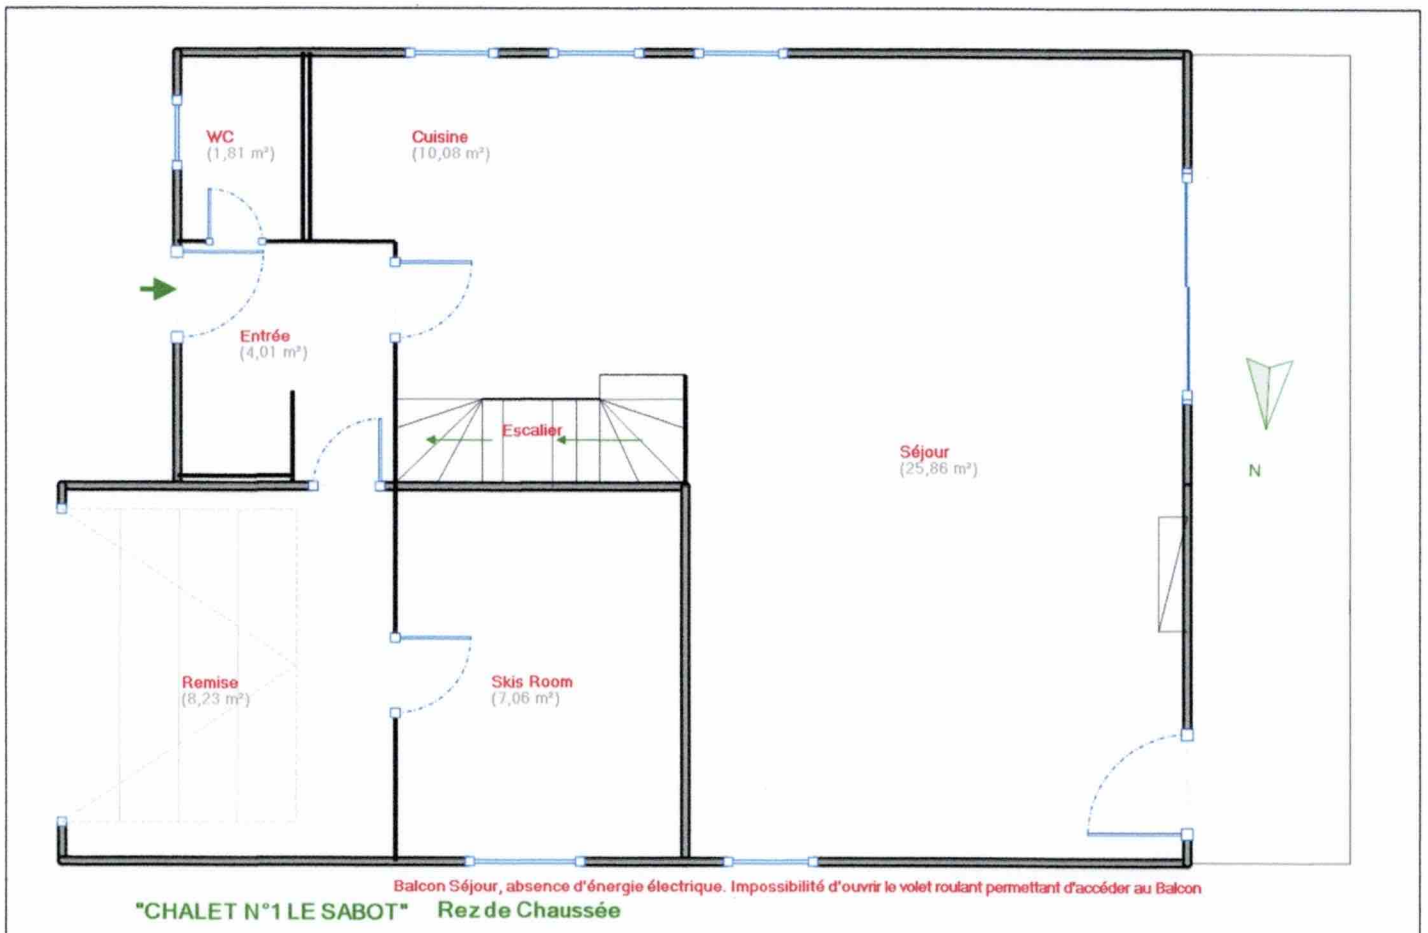 WC
(1,81 m²)
Cuisine
(10,08 m²)
Entrée
(4,01 m²)
Escalier
Séjour
(25,86 m²)
N
Remise
(8,23 m²)
Skis Room
(7,06 m²)
Balcon Séjour, absence d'énergie électrique. Impossibilité d'ouvrir le volet roulant permettant d'accéder au Balcon
"CHALET N°1 LE SABOT" Rez de Chaussée